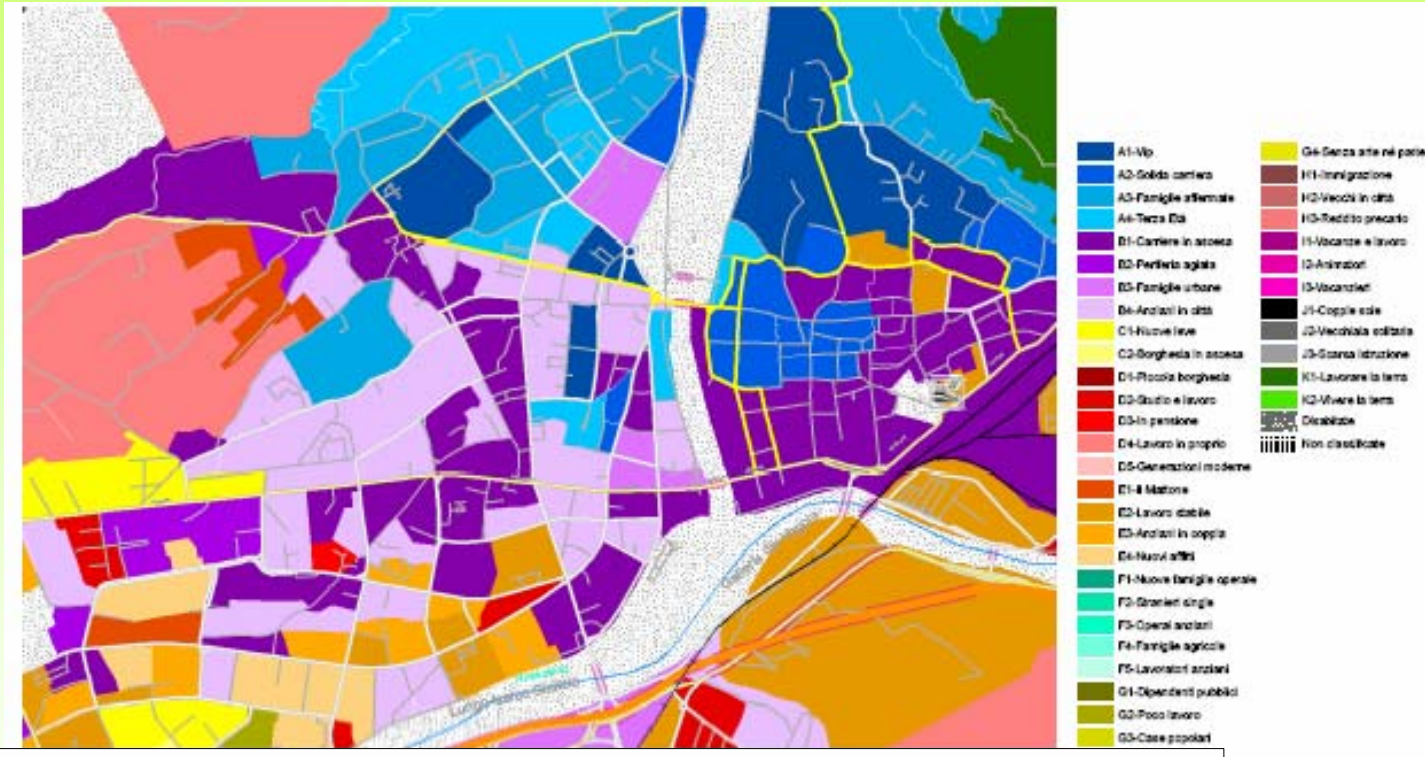 A1-Vip
A2-Solida carriera
A3-Famiglie affermate
A4-Terza Età
B1-Carriere in ascesa
B2-Periferia agiata
B3-Famiglie urbane
B4-Anziani in città
C1-Nuove leve
C2-Borghesia in ascesa
D1-Piccola borghesia
D2-Studio e lavoro
D3-In pensione
D4-Lavoro in proprio
D5-Generazioni moderne
E1-Il Mattone
E2-Lavoro stabile
E3-Anziani in coppia
E4-Nuovi affitti
F1-Nuove famiglie operaie
F2-Stranieri single
F3-Operai anziani
F4-Famiglie agricole
F5-Lavoratori anziani
G1-Dipendenti pubblici
G2-Poco lavoro
G3-Case popolari
G4-Senza arte né parte
H1-Immigrazione
H2-Vecchi in città
H3-Reddito precario
I1-Vacanze e lavoro
I2-Animatori
I3-Vacanzieri
J1-Coppie sole
J2-Vecchiaia solitaria
J3-Scarsa istruzione
K1-Lavorare la terra
K2-Vivere la terra
Disabitate
Non classificate